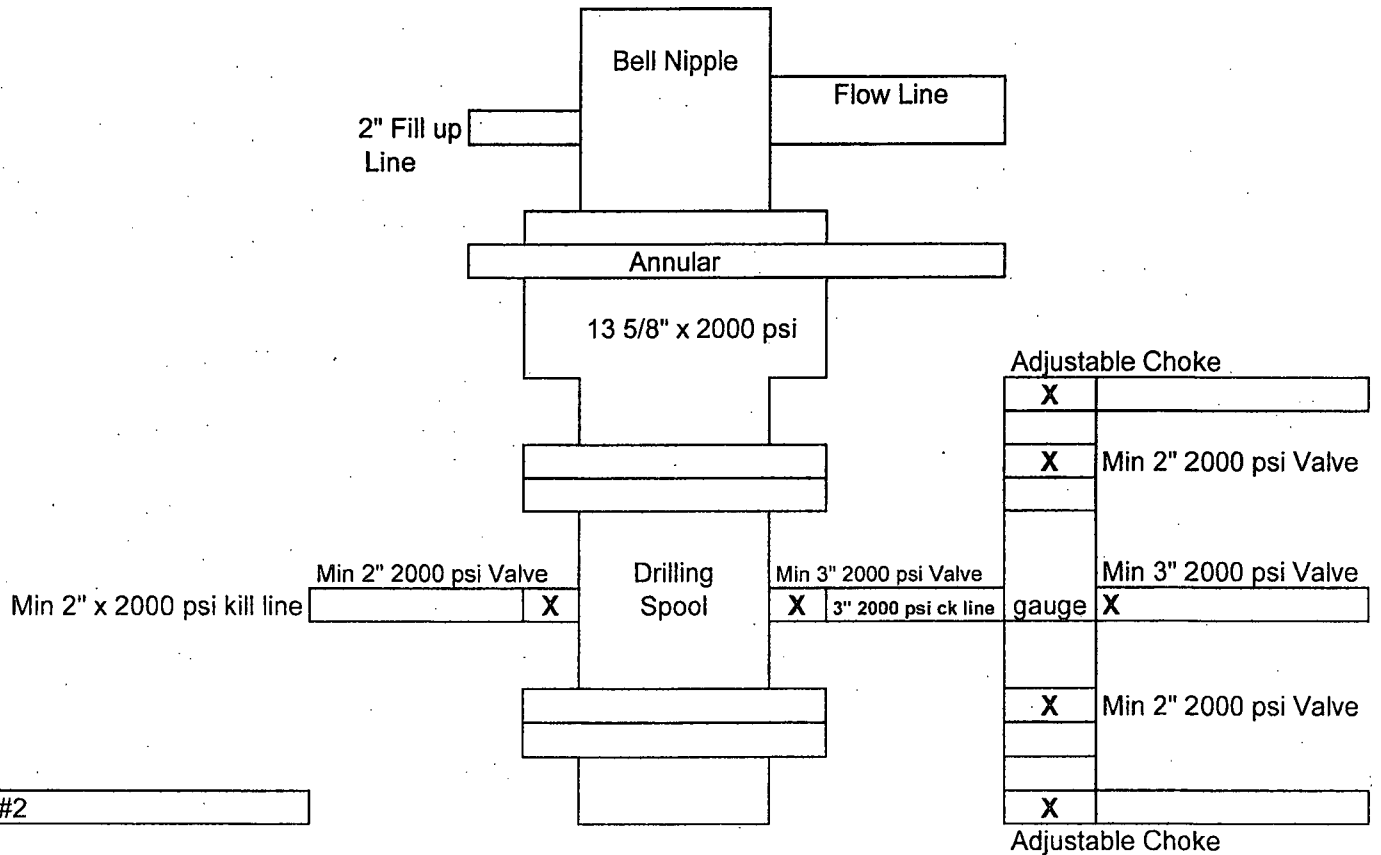 Bell Nipple
Flow Line
2" Fill up
Line
Annular
13 5/8" x 2000 psi
Adjustable Choke
X
X Min 2" 2000 psi Valve
Min 2" 2000 psi Valve
Drilling
Spool
Min 3" 2000 psi Valve
Min 3" 2000 psi Valve
Min 2" x 2000 psi kill line
X
X
3" 2000 psi ck line
gauge
X
X Min 2" 2000 psi Valve
#2
X
Adjustable Choke